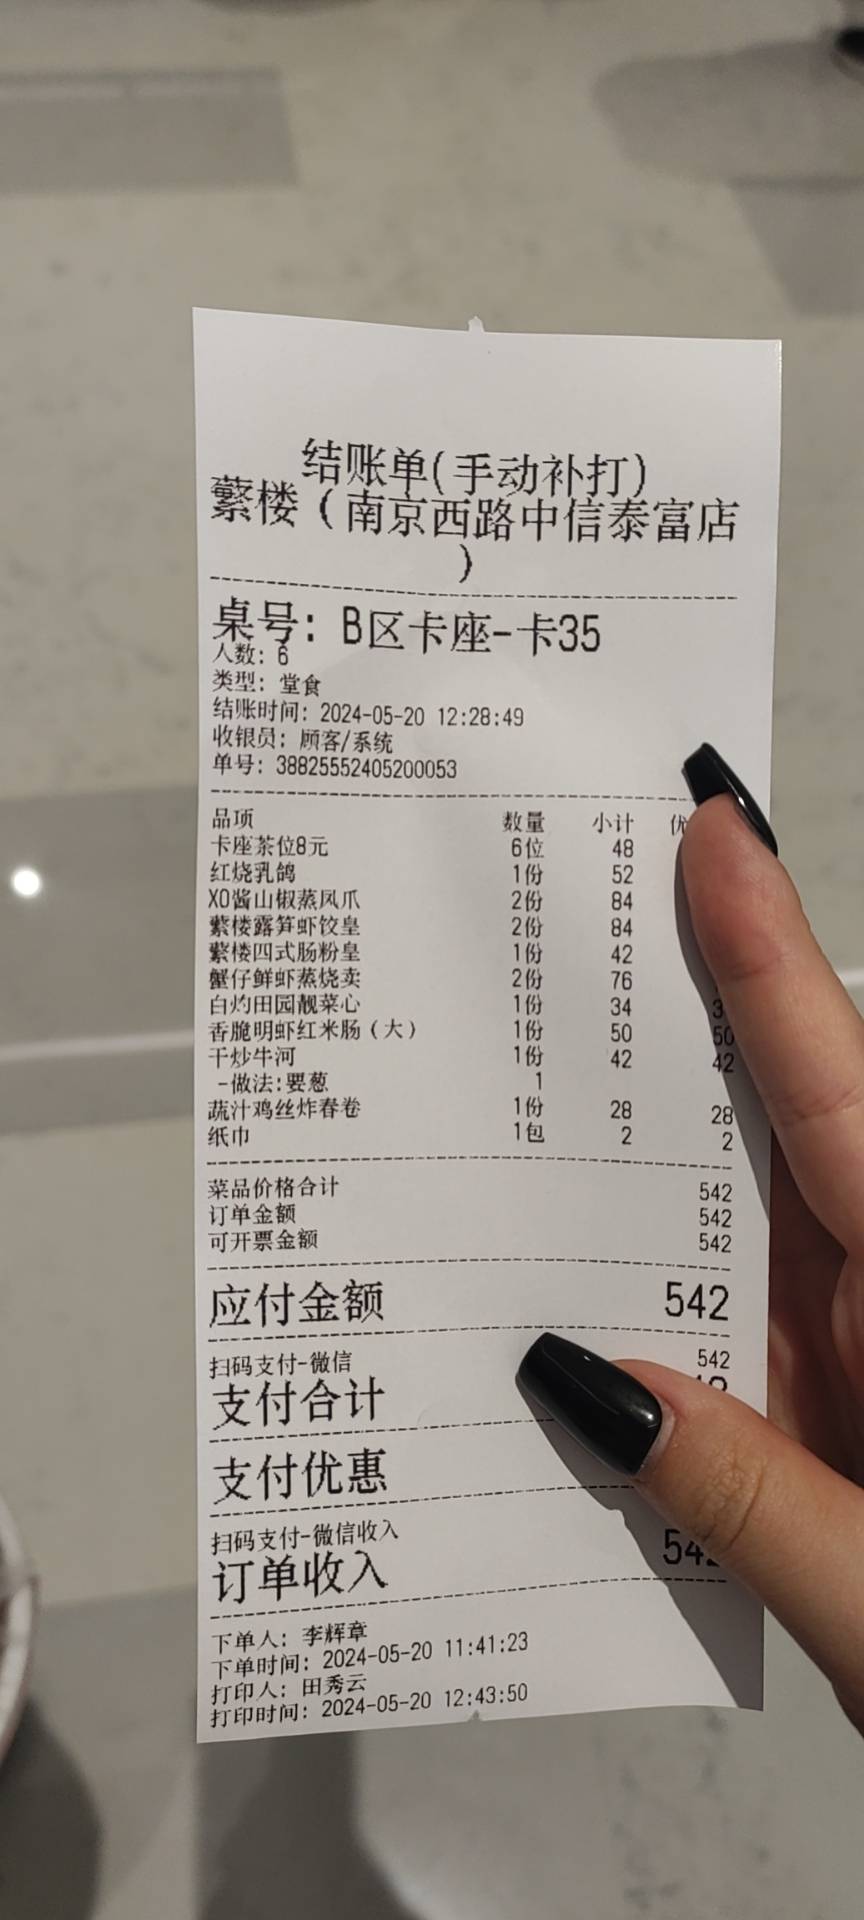 结账单(手动补打)
蘩楼（南京西路中信泰富店
）
桌号: B区卡座-卡35
人数: 6
类型: 堂食
结账时间: 2024-05-20 12:28:49
收银员: 顾客/系统
单号: 38825552405200053
品项 数量 小计 优
卡座茶位8元 6位 48
红烧乳鸽 1份 52
XO酱山椒蒸凤爪 2份 84
蘩楼露笋虾饺皇 2份 84
蘩楼四式肠粉皇 1份 42
蟹仔鲜虾蒸烧卖 2份 76
白灼田园靓菜心 1份 34
香脆明虾红米肠（大） 1份 50 50
干炒牛河 1份 42 42
-做法:要葱 1
蔬汁鸡丝炸春卷 1份 28 28
纸巾 1包 2 2
菜品价格合计 542
订单金额 542
可开票金额 542
应付金额 542
扫码支付-微信 542
支付合计
支付优惠
扫码支付-微信收入
订单收入 542
下单人: 李辉章
下单时间: 2024-05-20 11:41:23
打印人: 田秀云
打印时间: 2024-05-20 12:43:50